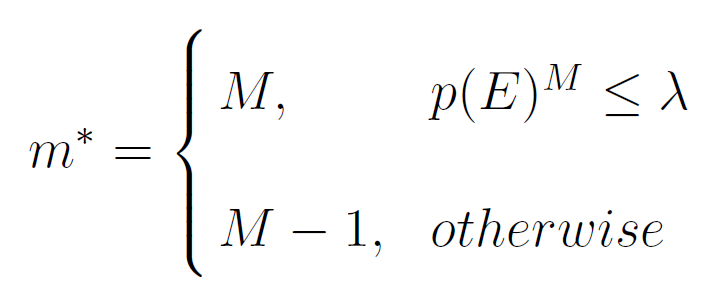 m* = { M, p(E)^M ≤ λ
M − 1, otherwise